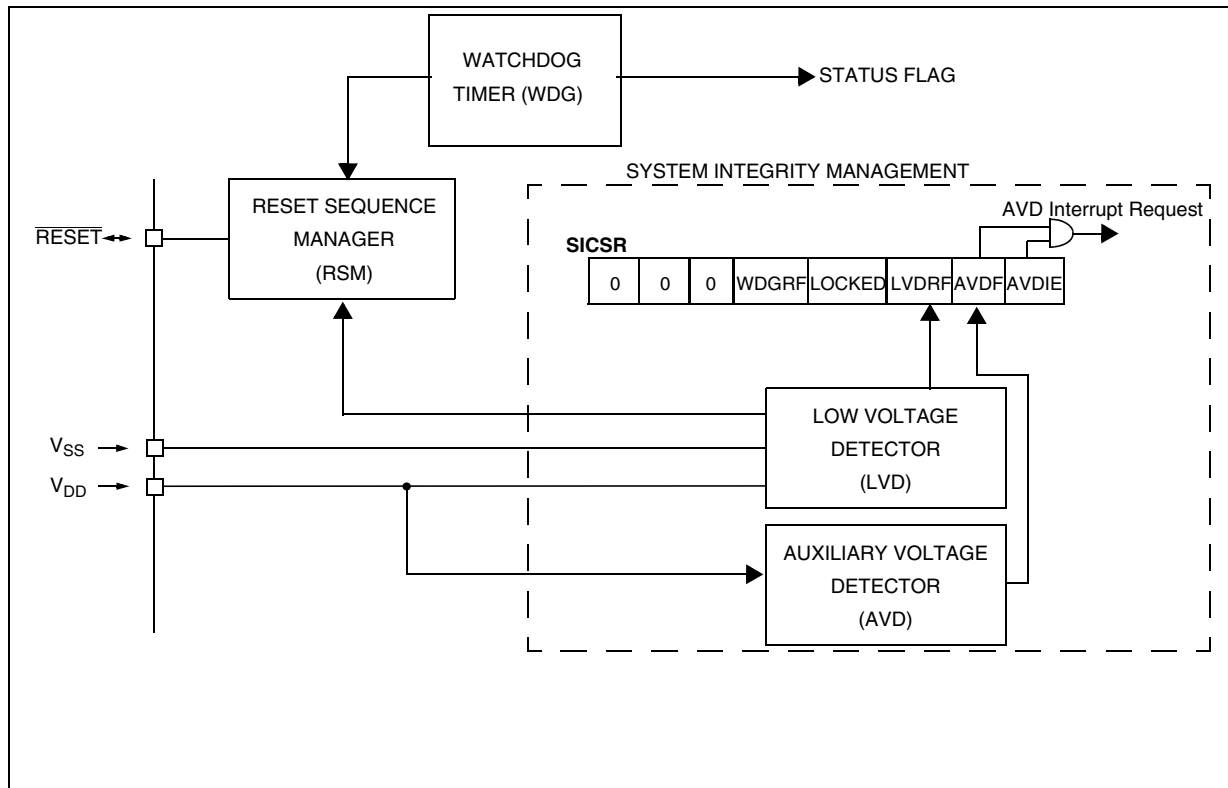 WATCHDOG
TIMER (WDG)
STATUS FLAG
SYSTEM INTEGRITY MANAGEMENT
RESET SEQUENCE
MANAGER
(RSM)
RESET
AVD Interrupt Request
SICSR
0 0 0 WDGRF LOCKED LVDRF AVDF AVDIE
LOW VOLTAGE
DETECTOR
(LVD)
VSS
VDD
AUXILIARY VOLTAGE
DETECTOR
(AVD)